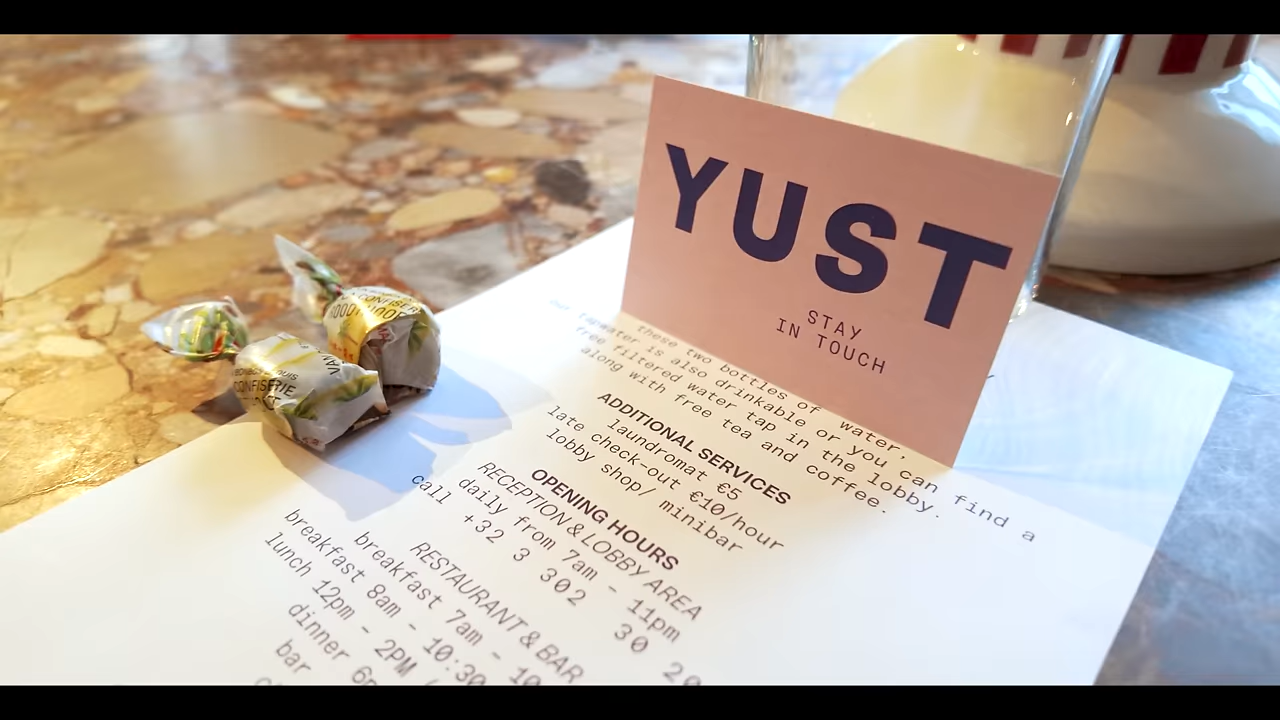 YUST
STAY
IN TOUCH
these two bottles of water,
tapwater is also drinkable or you can find a
free filtered water tap in the lobby.
along with free tea and coffee.
ADDITIONAL SERVICES
laundromat €5
late check-out €10/hour
lobby shop/ minibar
OPENING HOURS
RECEPTION & LOBBY AREA
daily from 7am - 11pm
call +32 3 302 30 20
RESTAURANT & BAR
breakfast 7am - 10
breakfast 8am - 10:30
lunch 12pm - 2PM /
dinner 6p
bar
CONFISERIE
CONFISERIE